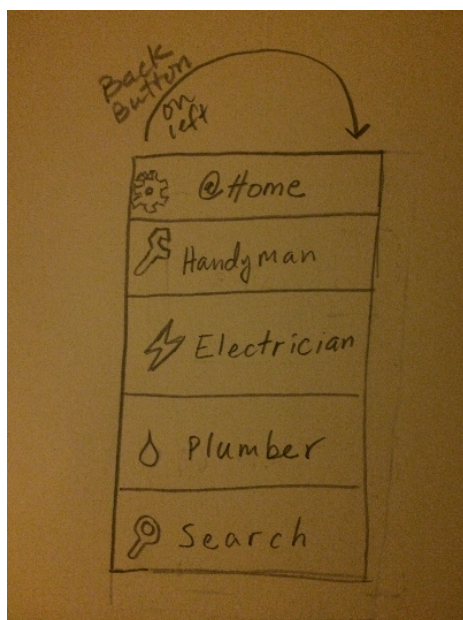 Back
Button
on
left
@Home
Handyman
Electrician
Plumber
Search